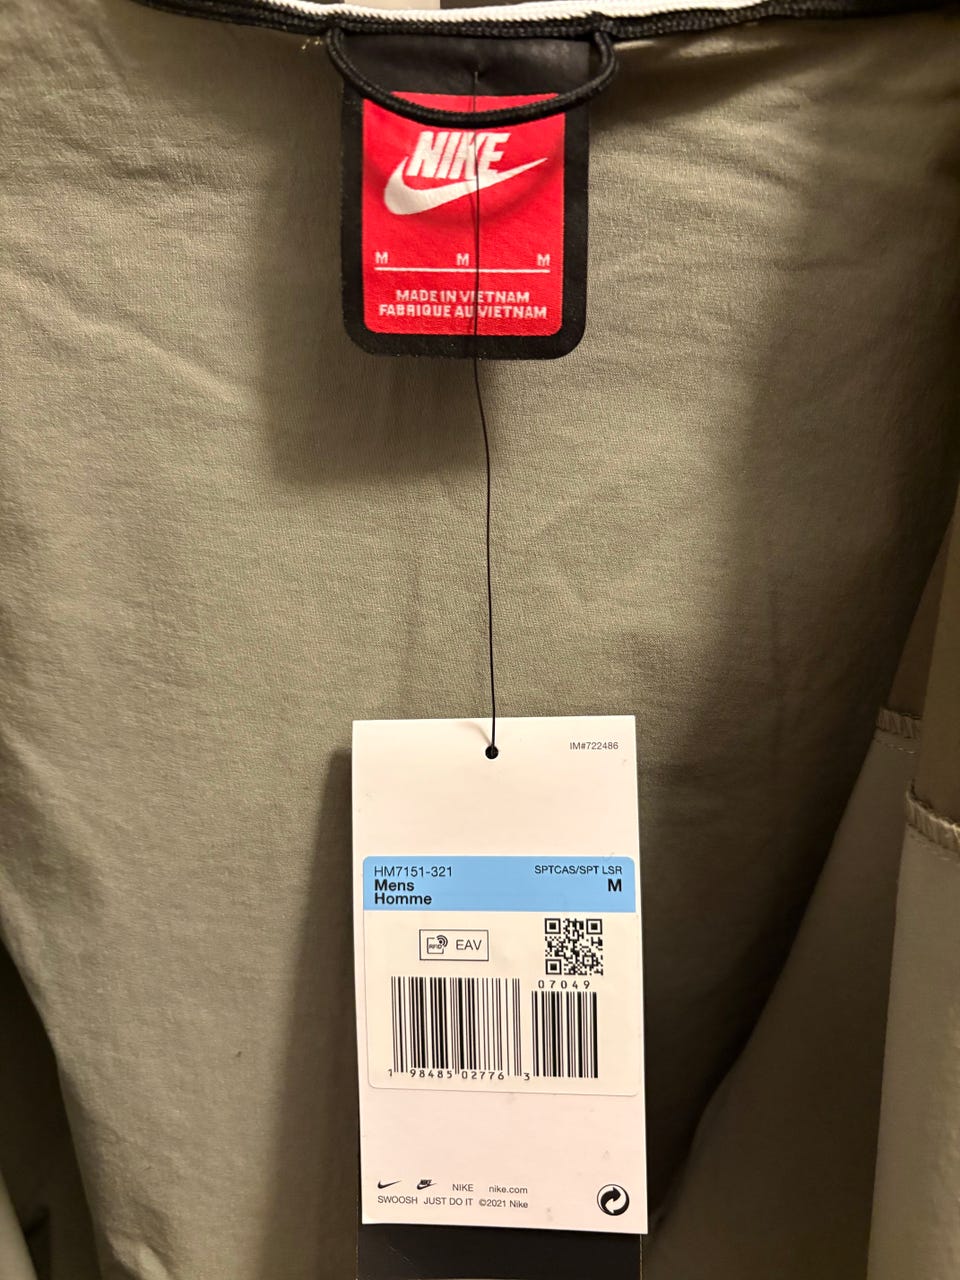 NIKE
M M M
MADE IN VIETNAM
FABRIQUE AU VIETNAM
IM#722486
HM7151-321 SPTCAS/SPT LSR
Mens M
Homme
RFID EAV
07049
1 98485 02776 3
NIKE nike.com
SWOOSH JUST DO IT ©2021 Nike